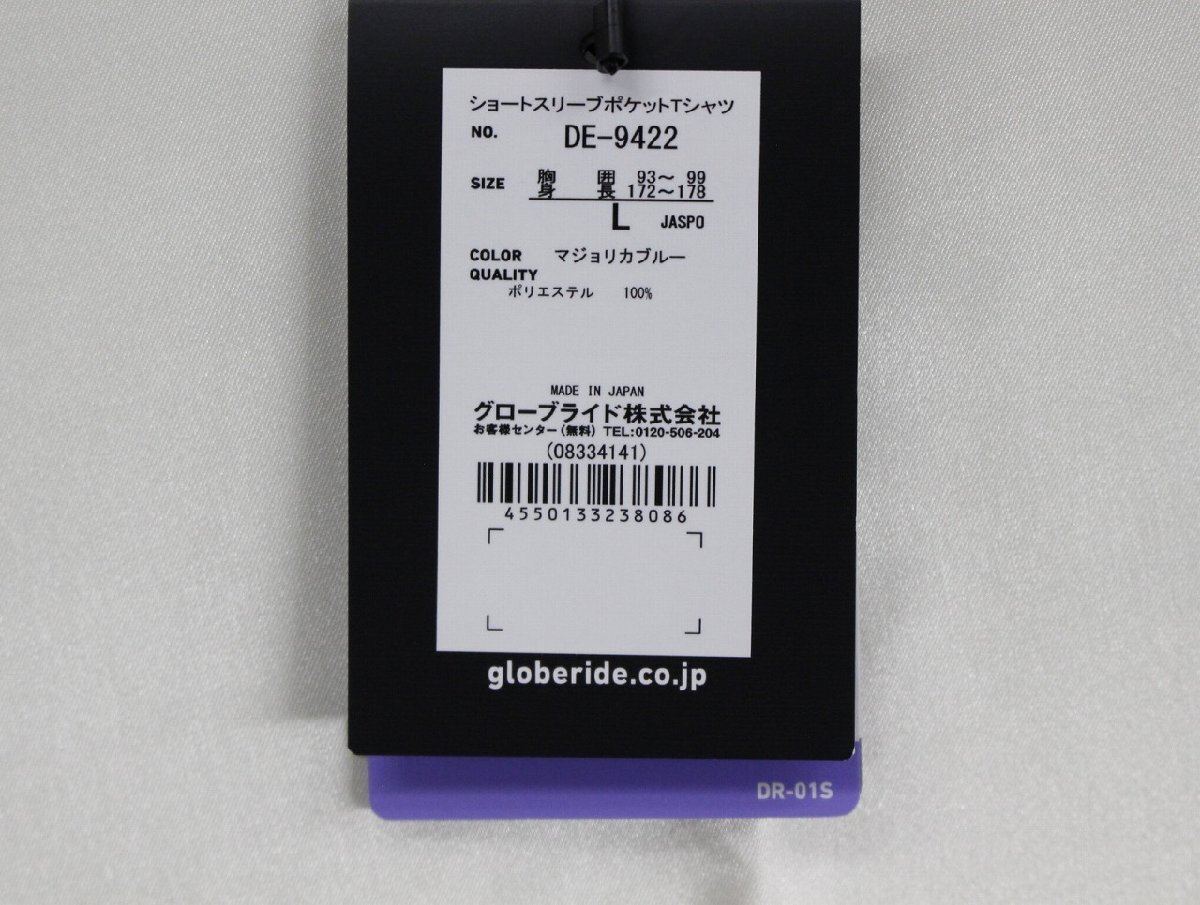 ショートスリーブポケットTシャツ
NO. DE-9422
SIZE 胸 囲 93～ 99
身 長 172～178
L JASPO
COLOR マジョリカブルー
QUALITY
ポリエステル 100%
MADE IN JAPAN
グローブライド株式会社
お客様センター(無料) TEL:0120-506-204
(08334141)
4550133238086
globeride.co.jp
DR-01S